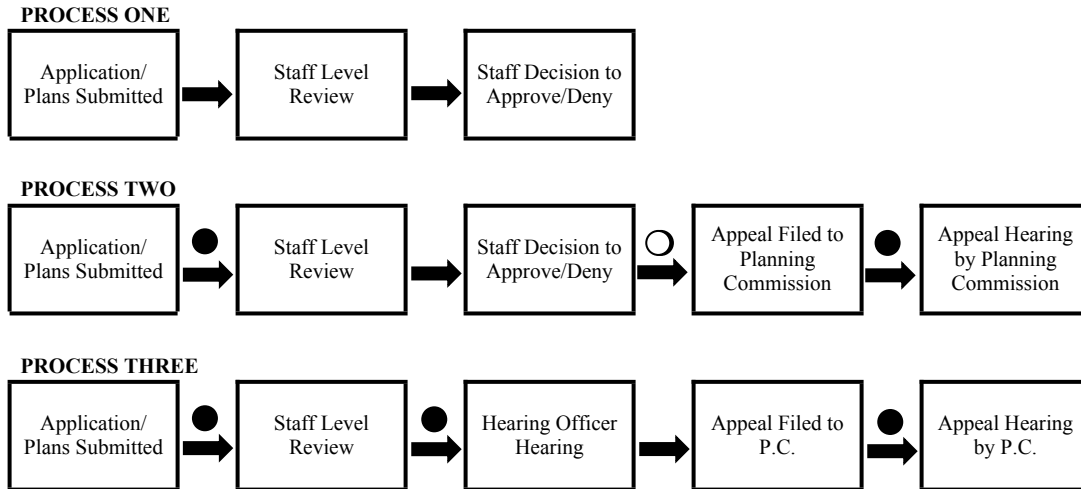 PROCESS ONE
Application/
Plans Submitted
Staff Level
Review
Staff Decision to
Approve/Deny
PROCESS TWO
Application/
Plans Submitted
Staff Level
Review
Staff Decision to
Approve/Deny
Appeal Filed to
Planning
Commission
Appeal Hearing
by Planning
Commission
PROCESS THREE
Application/
Plans Submitted
Staff Level
Review
Hearing Officer
Hearing
Appeal Filed to
P.C.
Appeal Hearing
by P.C.